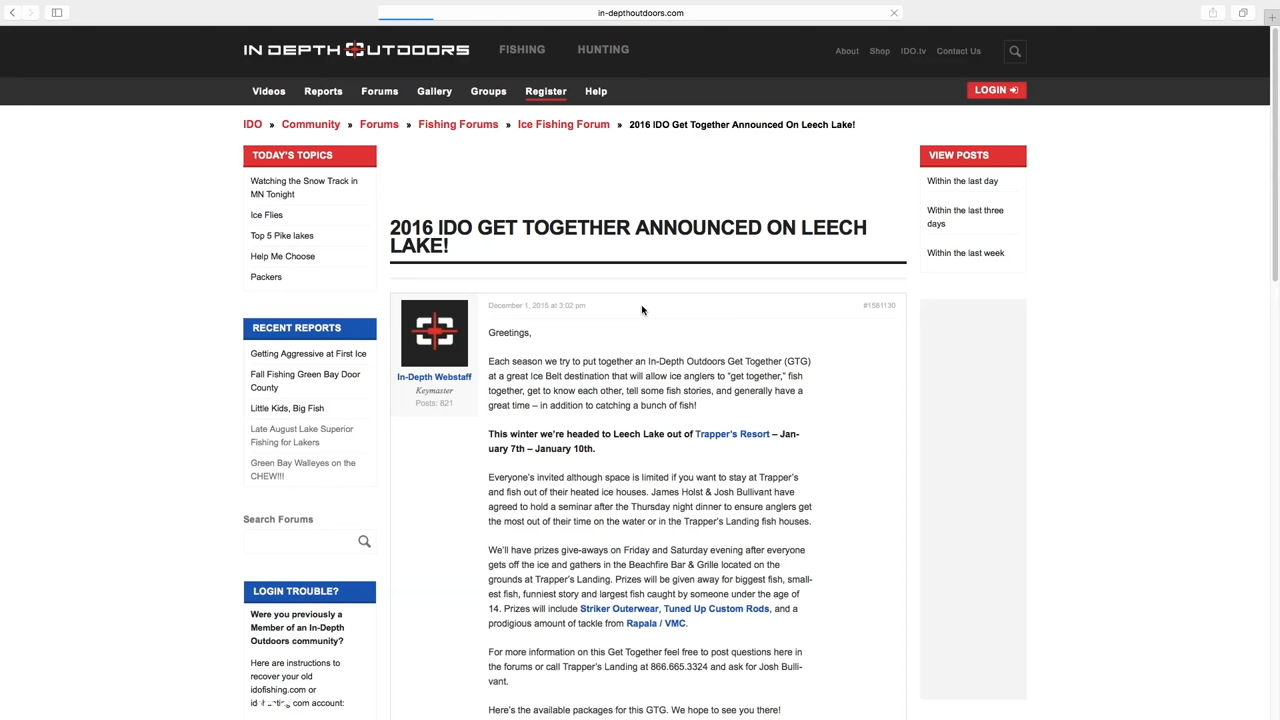 in-depthoutdoors.com
IN DEPTH OUTDOORS
FISHING
HUNTING
About
Shop
IDO.tv
Contact Us
Videos
Reports
Forums
Gallery
Groups
Register
Help
LOGIN
IDO » Community » Forums » Fishing Forums » Ice Fishing Forum » 2016 IDO Get Together Announced On Leech Lake!
TODAY'S TOPICS
Watching the Snow Track in
MN Tonight
Ice Flies
Top 5 Pike lakes
Help Me Choose
Packers
RECENT REPORTS
Getting Aggressive at First Ice
Fall Fishing Green Bay Door
County
Little Kids, Big Fish
Late August Lake Superior
Fishing for Lakers
Green Bay Walleyes on the
CHEW!!!
Search Forums
LOGIN TROUBLE?
Were you previously a
Member of an In-Depth
Outdoors community?
Here are instructions to
recover your old
idofishing.com or
account:
2016 IDO GET TOGETHER ANNOUNCED ON LEECH
LAKE!
In-Depth Webstaff
Keymaster
Posts: 821
December 1, 2015 at 3:02 pm
#1581130
Greetings,
Each season we try to put together an In-Depth Outdoors Get Together (GTG)
at a great Ice Belt destination that will allow ice anglers to "get together," fish
together, get to know each other, tell some fish stories, and generally have a
great time – in addition to catching a bunch of fish!
This winter we're headed to Leech Lake out of Trapper's Resort – Jan-
uary 7th – January 10th.
Everyone's invited although space is limited if you want to stay at Trapper's
and fish out of their heated ice houses. James Holst & Josh Bullivant have
agreed to hold a seminar after the Thursday night dinner to ensure anglers get
the most out of their time on the water or in the Trapper's Landing fish houses.
We'll have prizes give-aways on Friday and Saturday evening after everyone
gets off the ice and gathers in the Beachfire Bar & Grille located on the
grounds at Trapper's Landing. Prizes will be given away for biggest fish, small-
est fish, funniest story and largest fish caught by someone under the age of
14. Prizes will include Striker Outerwear, Tuned Up Custom Rods, and a
prodigious amount of tackle from Rapala / VMC.
For more information on this Get Together feel free to post questions here in
the forums or call Trapper's Landing at 866.665.3324 and ask for Josh Bulli-
vant.
Here's the available packages for this GTG. We hope to see you there!
VIEW POSTS
Within the last day
Within the last three
days
Within the last week